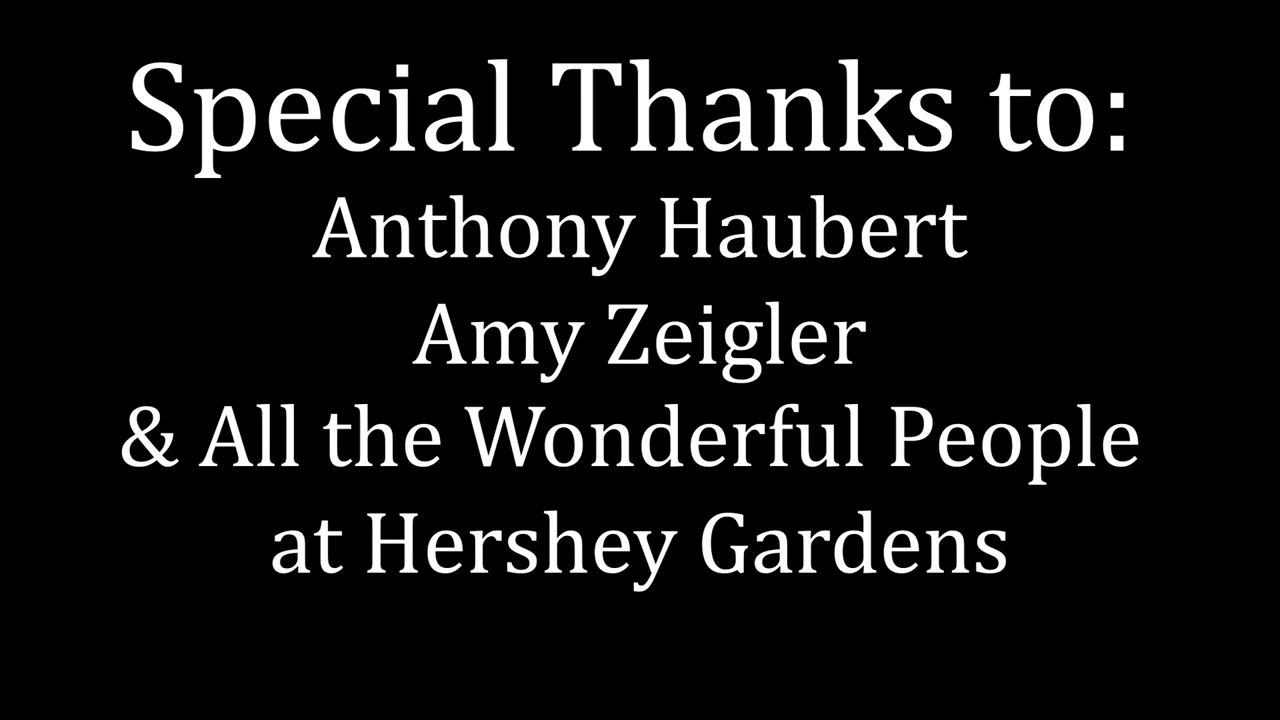 Special Thanks to:
Anthony Haubert
Amy Zeigler
& All the Wonderful People
at Hershey Gardens